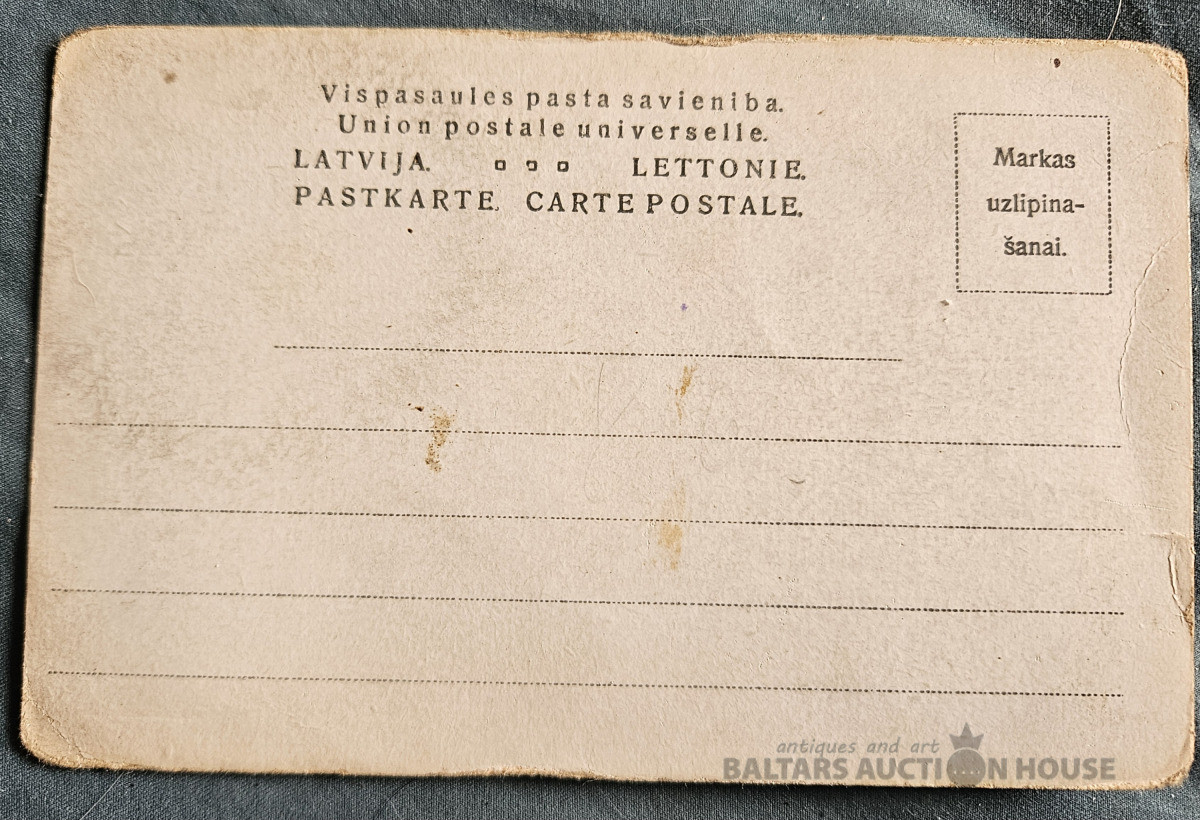 Vispasaules pasta savieniba.
Union postale universelle.
LATVIJA. LETTONIE.
PASTKARTE. CARTE POSTALE.
Markas
uzlipina-
šanai.
antiques and art
BALTARS AUCTION HOUSE